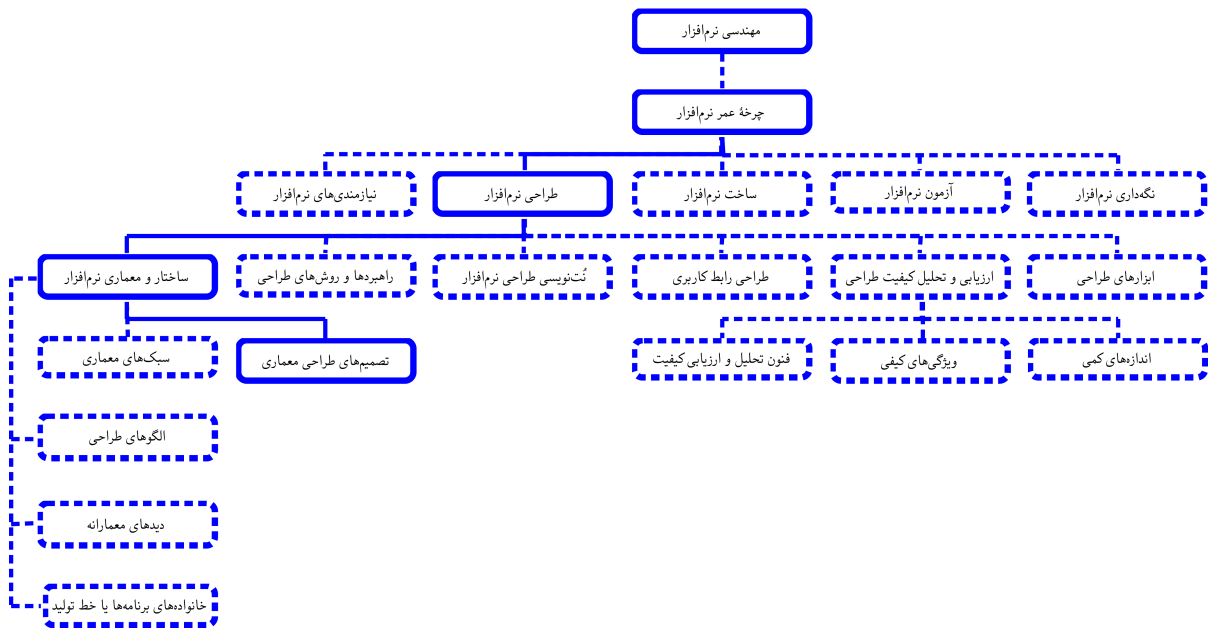 مهندسی نرم‌افزار
چرخهٔ عمر نرم‌افزار
نگه‌داری نرم‌افزار
آزمون نرم‌افزار
ساخت نرم‌افزار
طراحی نرم‌افزار
نیازمندی‌های نرم‌افزار
ابزارهای طراحی
ارزیابی و تحلیل کیفیت طراحی
طراحی رابط کاربری
نُت‌نویسی طراحی نرم‌افزار
راهبردها و روش‌های طراحی
ساختار و معماری نرم‌افزار
اندازه‌های کمی
ویژگی‌های کیفی
فنون تحلیل و ارزیابی کیفیت
تصمیم‌های طراحی معماری
سبک‌های معماری
الگوهای طراحی
دیدهای معمارانه
خانواده‌های برنامه‌ها یا خط تولید